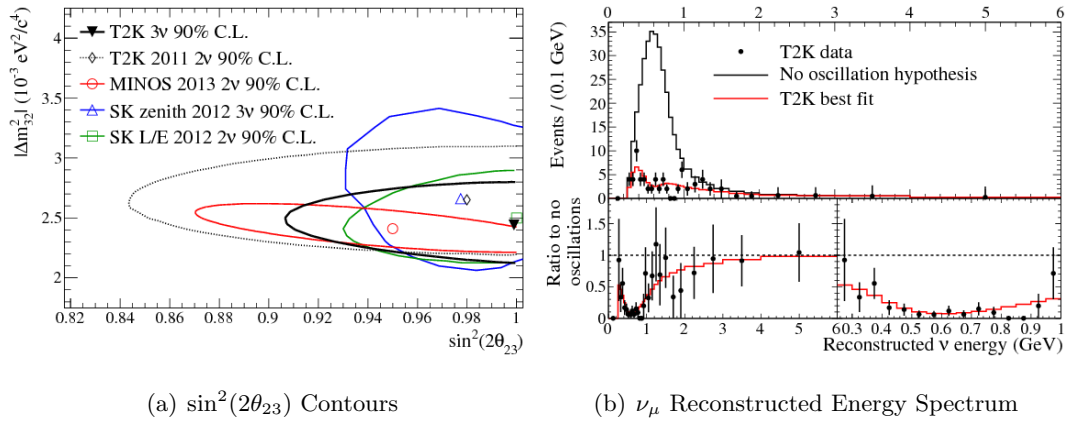 T2K 3ν 90% C.L.
T2K 2011 2ν 90% C.L.
MINOS 2013 2ν 90% C.L.
SK zenith 2012 3ν 90% C.L.
SK L/E 2012 2ν 90% C.L.
|Δm²₃₂| (10⁻³ eV²/c⁴)
4
3.5
3
2.5
2
0.82 0.84 0.86 0.88 0.9 0.92 0.94 0.96 0.98 1
sin²(2θ₂₃)
(a) sin²(2θ₂₃) Contours
0 1 2 3 4 5 6
T2K data
No oscillation hypothesis
T2K best fit
Events / (0.1 GeV)
35
30
25
20
15
10
5
0
Ratio to no
oscillations
1
0.5
0
0 1 2 3 4 5 6 0.3 0.4 0.5 0.6 0.7 0.8 0.9 1
Reconstructed ν energy (GeV)
(b) νμ Reconstructed Energy Spectrum